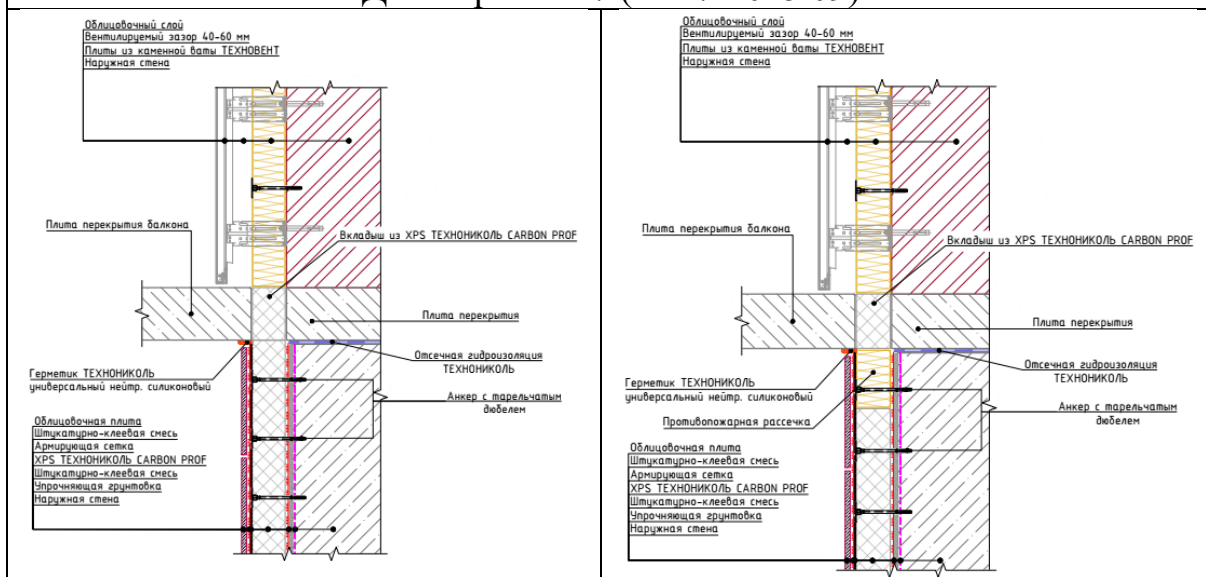 Облицовочный слой
Вентилируемый зазор 40-60 мм
Плиты из каменной ваты ТЕХНОВЕНТ
Наружная стена
Плита перекрытия балкона
Вкладыш из XPS ТЕХНОНИКОЛЬ CARBON PROF
Плита перекрытия
Отсечная гидроизоляция
ТЕХНОНИКОЛЬ
Герметик ТЕХНОНИКОЛЬ
универсальный нейтр. силиконовый
Анкер с тарельчатым
дюбелем
Облицовочная плита
Штукатурно-клеевая смесь
Армирующая сетка
XPS ТЕХНОНИКОЛЬ CARBON PROF
Штукатурно-клеевая смесь
Упрочняющая грунтовка
Наружная стена
Облицовочный слой
Вентилируемый зазор 40-60 мм
Плиты из каменной ваты ТЕХНОВЕНТ
Наружная стена
Плита перекрытия балкона
Вкладыш из XPS ТЕХНОНИКОЛЬ CARBON PROF
Плита перекрытия
Отсечная гидроизоляция
ТЕХНОНИКОЛЬ
Герметик ТЕХНОНИКОЛЬ
универсальный нейтр. силиконовый
Анкер с тарельчатым
дюбелем
Противопожарная рассечка
Облицовочная плита
Штукатурно-клеевая смесь
Армирующая сетка
XPS ТЕХНОНИКОЛЬ CARBON PROF
Штукатурно-клеевая смесь
Упрочняющая грунтовка
Наружная стена